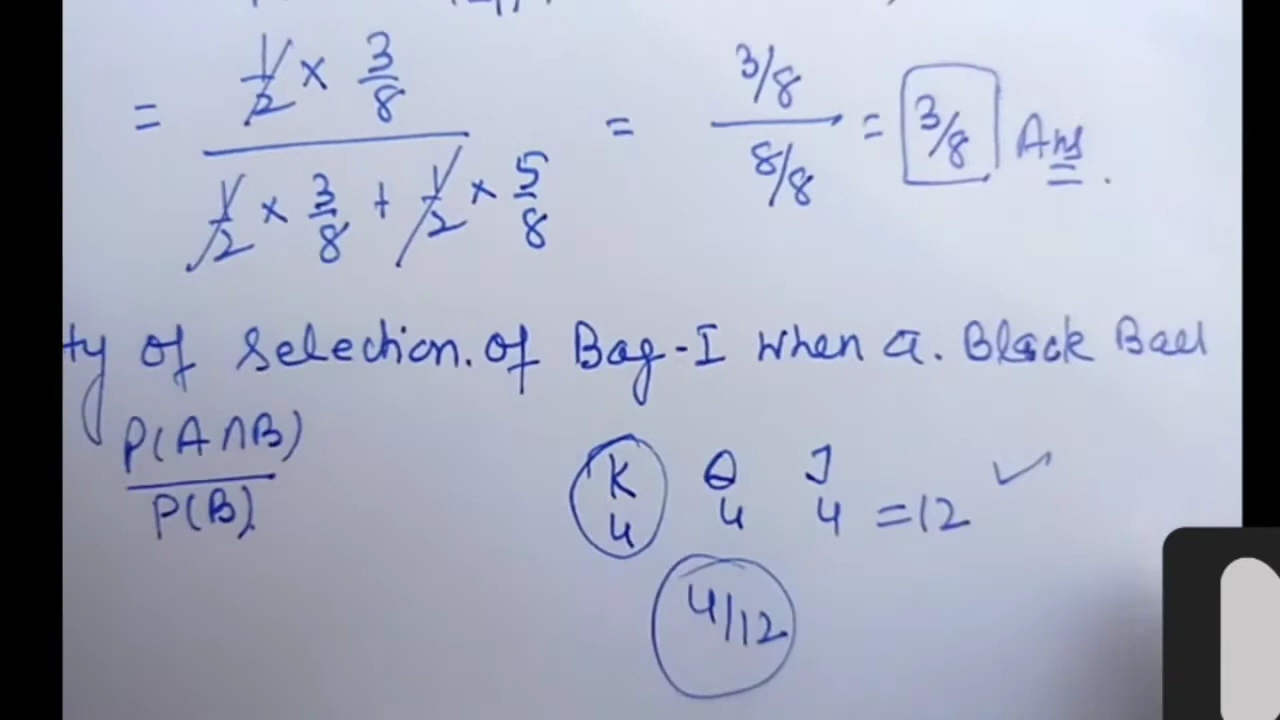 = 1/2 × 3/8 / 1/2 × 3/8 + 1/2 × 5/8 = 3/8 / 8/8 = 3/8 Ans.
ty of selection. of Bag-I when a. Black Ball
P(A∩B) / P(B)
K Q J
4 4 4 = 12 ✓
4/12